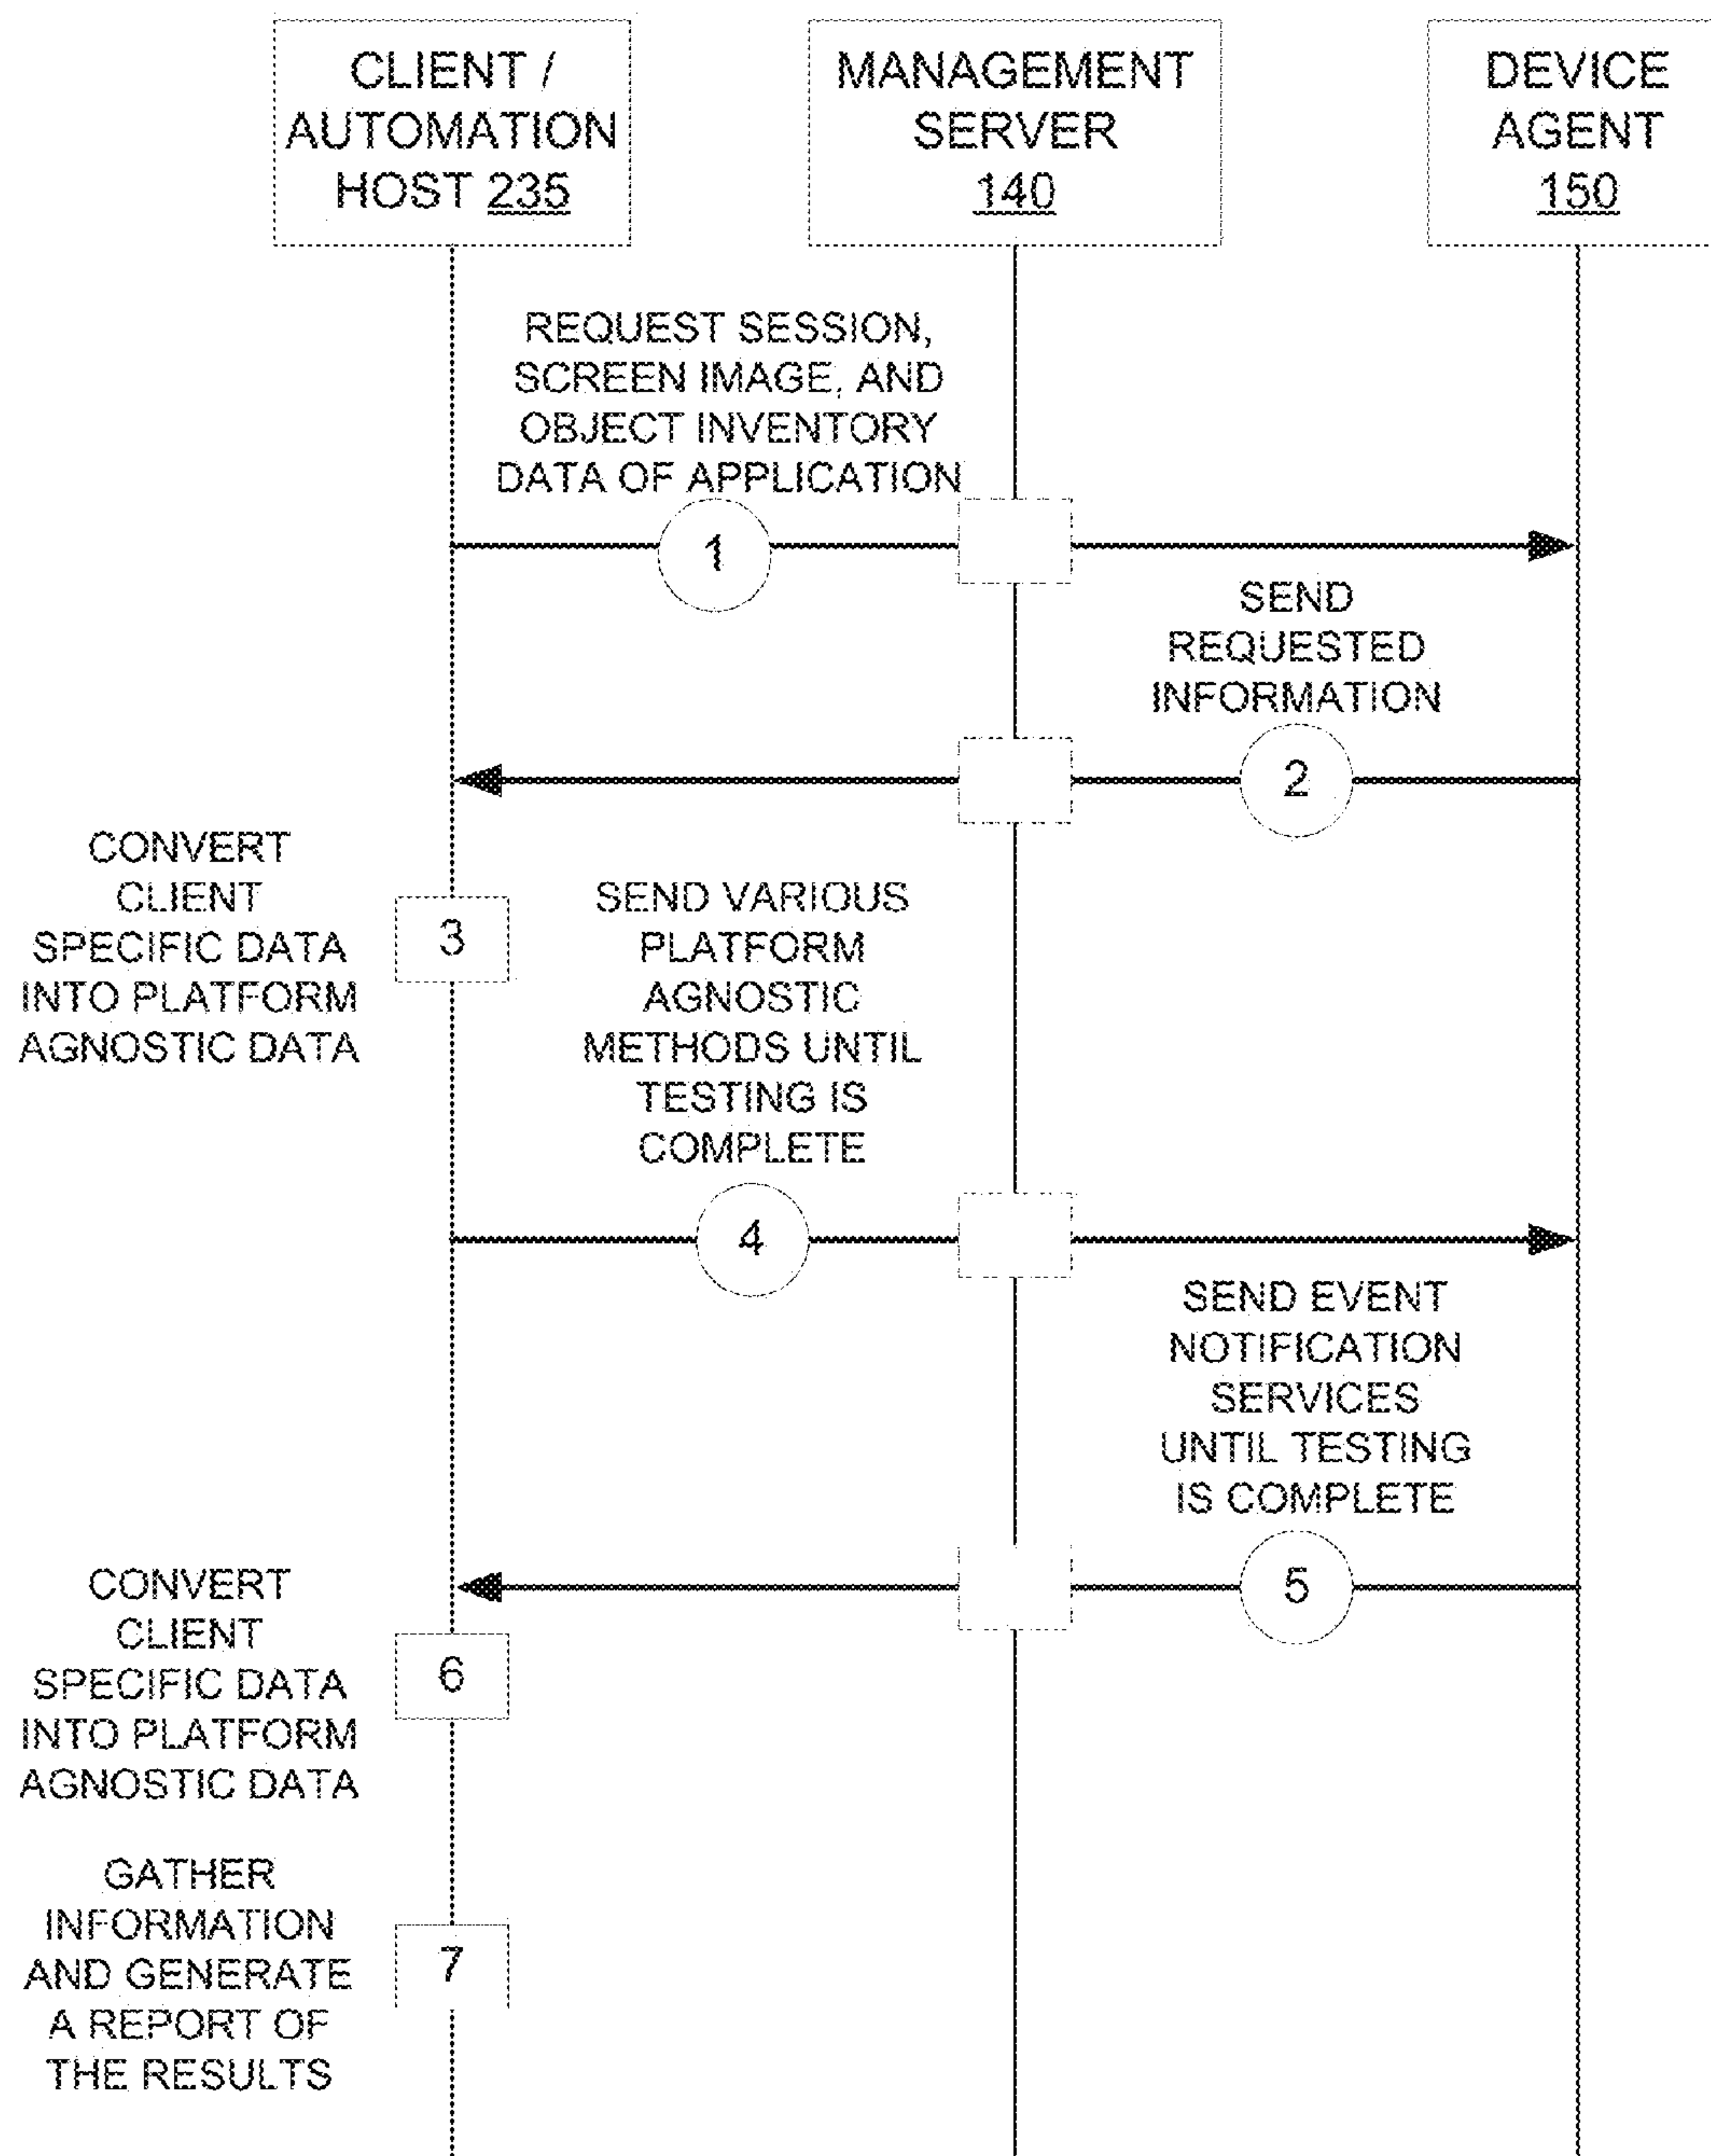 CLIENT /
AUTOMATION
HOST 235
MANAGEMENT
SERVER
140
DEVICE
AGENT
150
REQUEST SESSION,
SCREEN IMAGE, AND
OBJECT INVENTORY
DATA OF APPLICATION
1
SEND
REQUESTED
INFORMATION
2
CONVERT
CLIENT
SPECIFIC DATA
INTO PLATFORM
AGNOSTIC DATA
3
SEND VARIOUS
PLATFORM
AGNOSTIC
METHODS UNTIL
TESTING IS
COMPLETE
4
SEND EVENT
NOTIFICATION
SERVICES
UNTIL TESTING
IS COMPLETE
5
CONVERT
CLIENT
SPECIFIC DATA
INTO PLATFORM
AGNOSTIC DATA
6
GATHER
INFORMATION
AND GENERATE
A REPORT OF
THE RESULTS
7